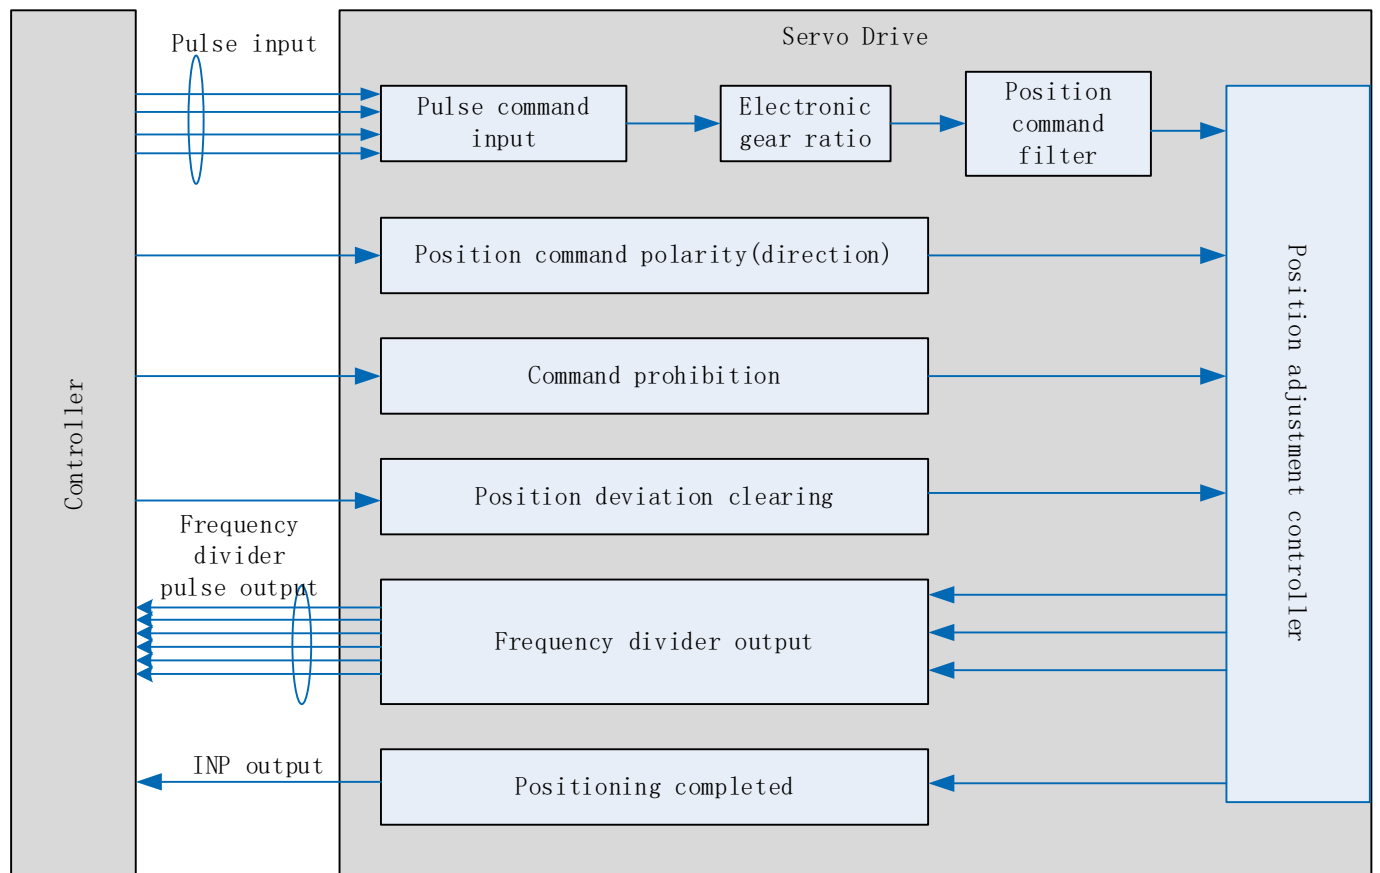 Pulse input
Servo Drive
Pulse command
input
Electronic
gear ratio
Position
command
filter
Position command polarity(direction)
Command prohibition
Position deviation clearing
Controller
Position adjustment controller
Frequency
divider
pulse output
Frequency divider output
INP output
Positioning completed